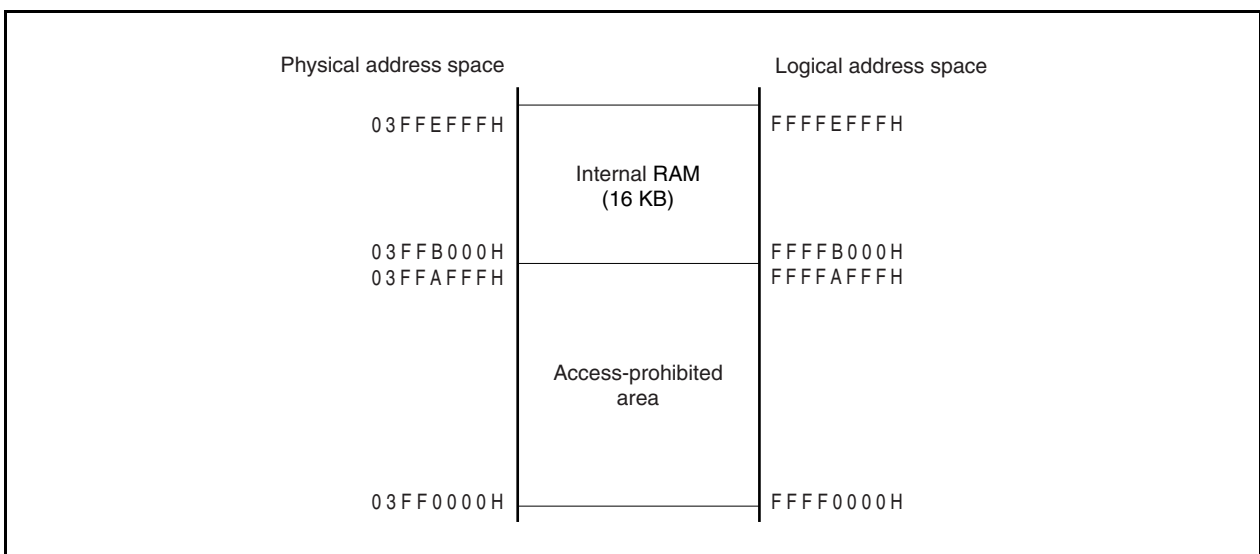 Physical address space
Logical address space
03FFEFFFH
FFFFEFFFH
Internal RAM
(16 KB)
03FFB000H
FFFFB000H
03FFAFFFH
FFFFAFFFH
Access-prohibited
area
03FF0000H
FFFF0000H